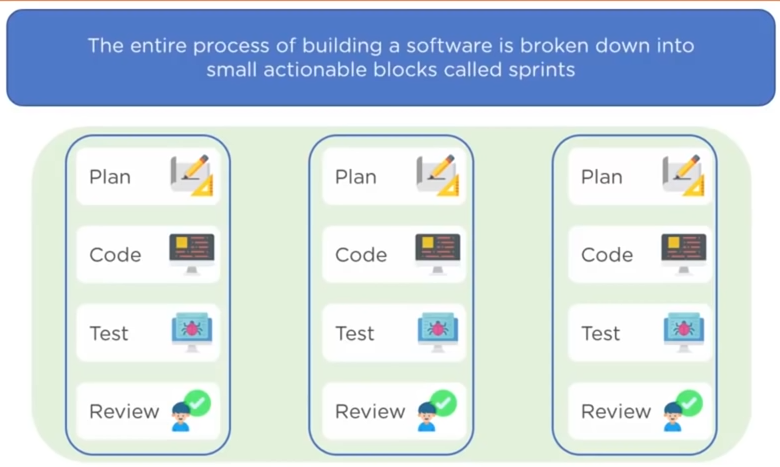 The entire process of building a software is broken down into
small actionable blocks called sprints
Plan
Code
Test
Review
Plan
Code
Test
Review
Plan
Code
Test
Review